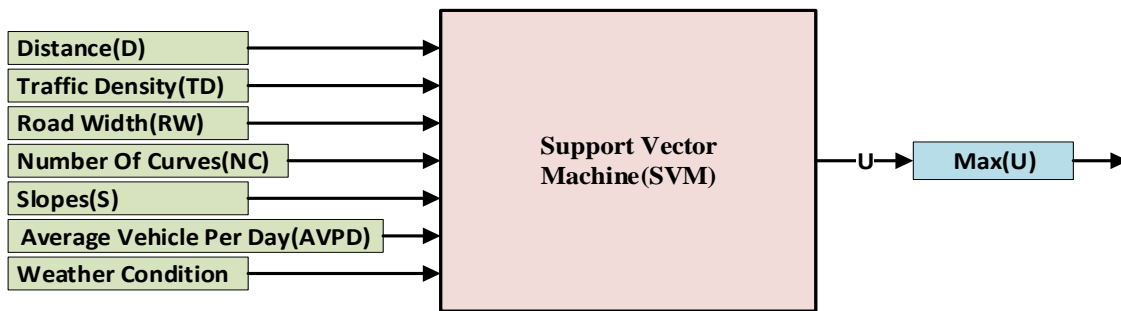 Distance(D)
Traffic Density(TD)
Road Width(RW)
Number Of Curves(NC)
Slopes(S)
Average Vehicle Per Day(AVPD)
Weather Condition
Support Vector
Machine(SVM)
U
Max(U)